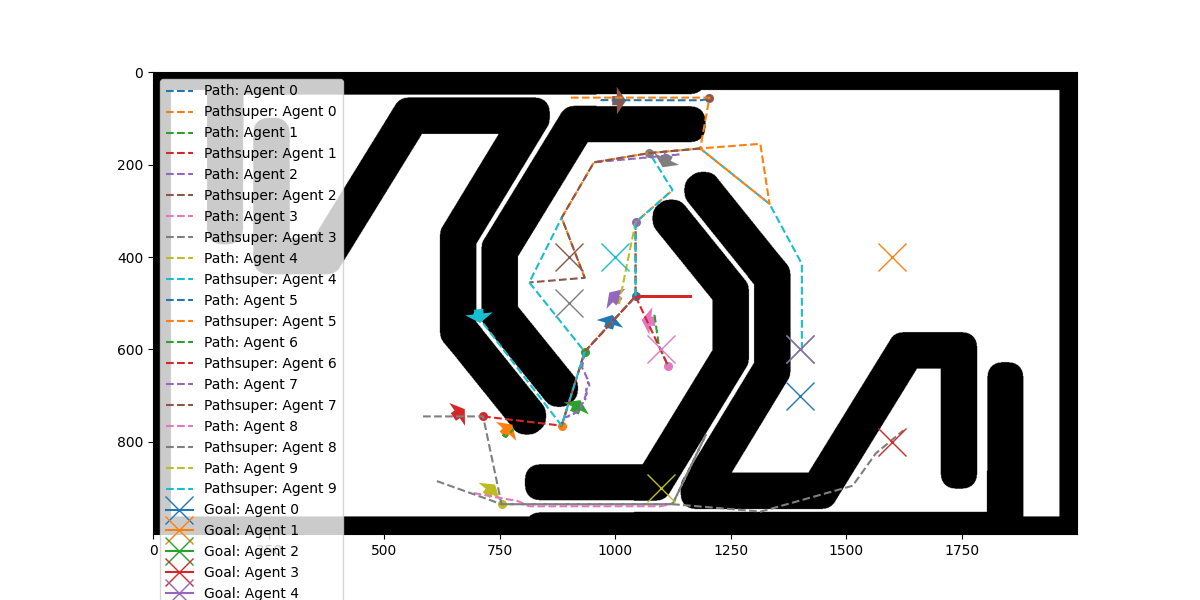 0
200
400
600
800
0
500
750
1000
1250
1500
1750
Path: Agent 0
Pathsuper: Agent 0
Path: Agent 1
Pathsuper: Agent 1
Path: Agent 2
Pathsuper: Agent 2
Path: Agent 3
Pathsuper: Agent 3
Path: Agent 4
Pathsuper: Agent 4
Path: Agent 5
Pathsuper: Agent 5
Path: Agent 6
Pathsuper: Agent 6
Path: Agent 7
Pathsuper: Agent 7
Path: Agent 8
Pathsuper: Agent 8
Path: Agent 9
Pathsuper: Agent 9
Goal: Agent 0
Goal: Agent 1
Goal: Agent 2
Goal: Agent 3
Goal: Agent 4